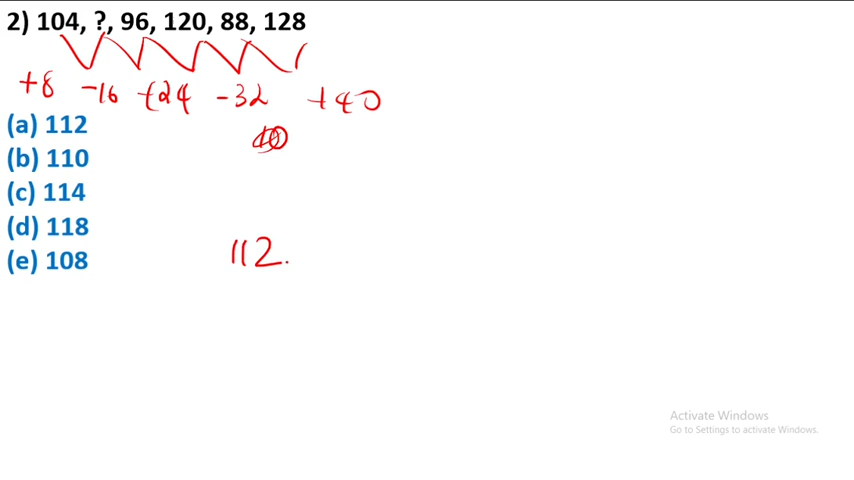 2) 104, ?, 96, 120, 88, 128
+8 -16 +24 -32 +40
(a) 112
(b) 110
(c) 114
(d) 118
(e) 108
112.
Activate Windows
Go to Settings to activate Windows.